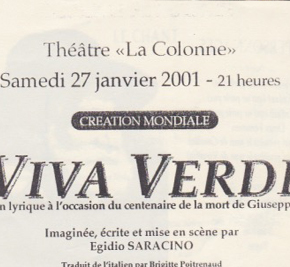 Théâtre «La Colonne»
Samedi 27 janvier 2001 - 21 heures
CREATION MONDIALE
VIVA VERDI
n lyrique à l'occasion du centenaire de la mort de Giuseppe
Imaginée, écrite et mise en scène par
Egidio SARACINO
Traduit de l'italien par Brigitte Poitrenaud